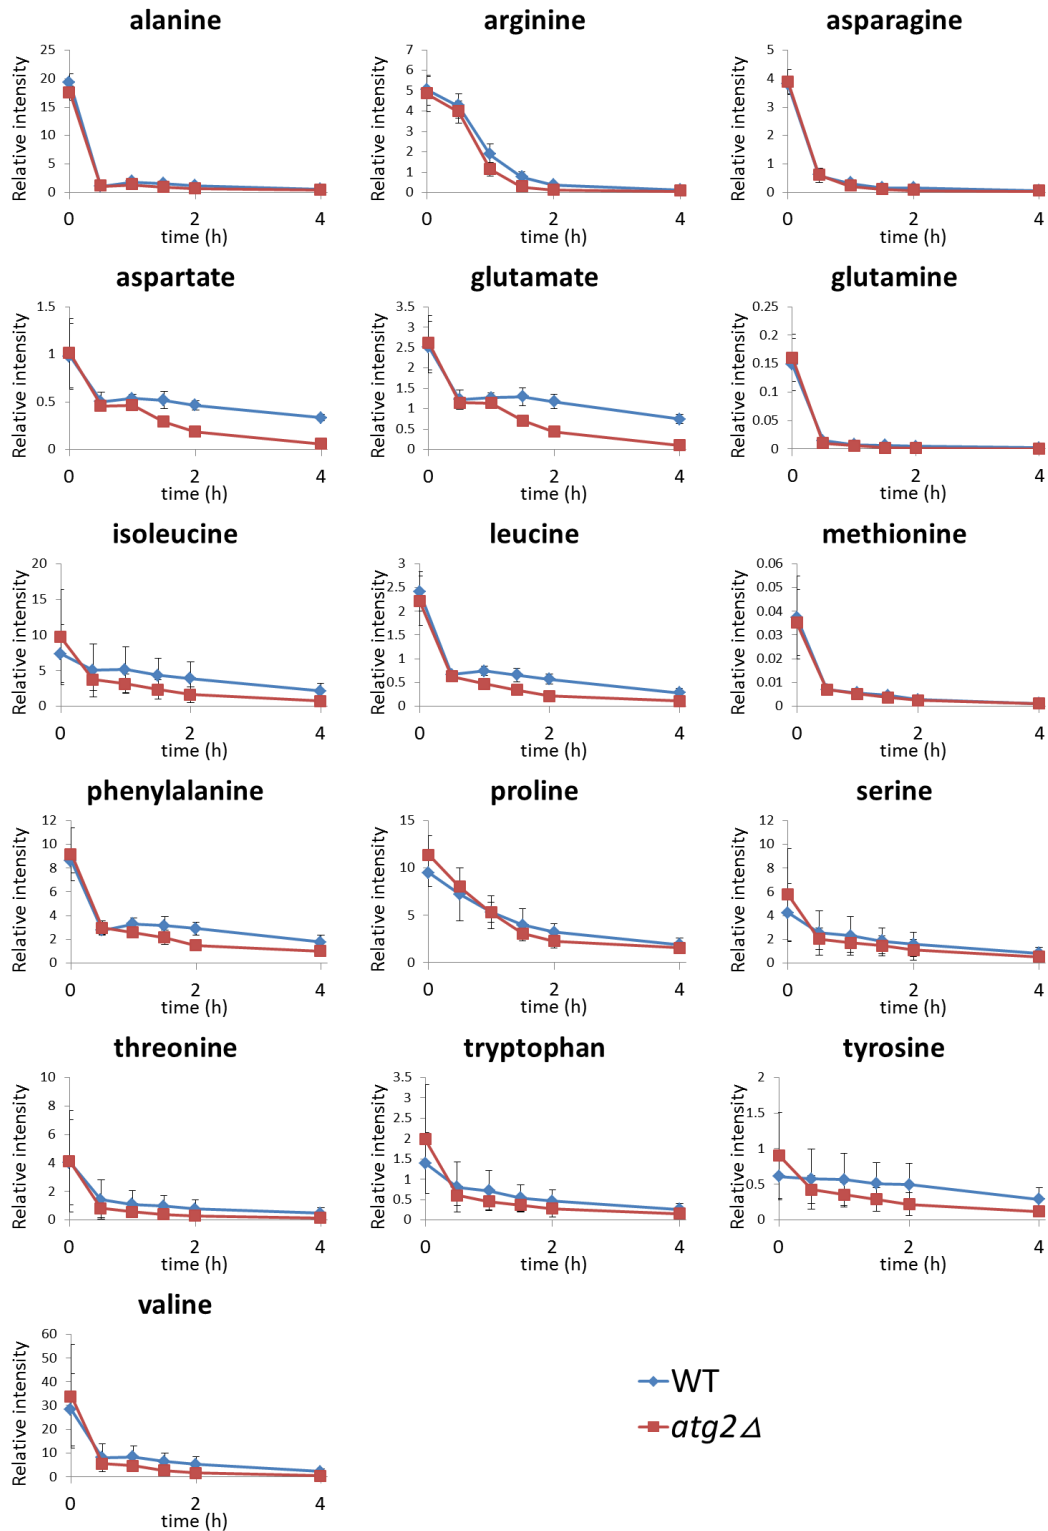 alanine
Relative intensity
25
20
15
10
5
0
0 2 4
time (h)
arginine
Relative intensity
7
6
5
4
3
2
1
0
0 2 4
time (h)
asparagine
Relative intensity
5
4
3
2
1
0
0 2 4
time (h)
aspartate
Relative intensity
1.5
1
0.5
0
0 2 4
time (h)
glutamate
Relative intensity
3.5
3
2.5
2
1.5
1
0.5
0
0 2 4
time (h)
glutamine
Relative intensity
0.25
0.2
0.15
0.1
0.05
0
0 2 4
time (h)
isoleucine
Relative intensity
20
15
10
5
0
0 2 4
time (h)
leucine
Relative intensity
3
2.5
2
1.5
1
0.5
0
0 2 4
time (h)
methionine
Relative intensity
0.06
0.05
0.04
0.03
0.02
0.01
0
0 2 4
time (h)
phenylalanine
Relative intensity
12
10
8
6
4
2
0
0 2 4
time (h)
proline
Relative intensity
15
10
5
0
0 2 4
time (h)
serine
Relative intensity
12
10
8
6
4
2
0
0 2 4
time (h)
threonine
Relative intensity
10
8
6
4
2
0
0 2 4
time (h)
tryptophan
Relative intensity
3.5
3
2.5
2
1.5
1
0.5
0
0 2 4
time (h)
tyrosine
Relative intensity
2
1.5
1
0.5
0
0 2 4
time (h)
valine
Relative intensity
60
50
40
30
20
10
0
0 2 4
time (h)
WT
atg2Δ